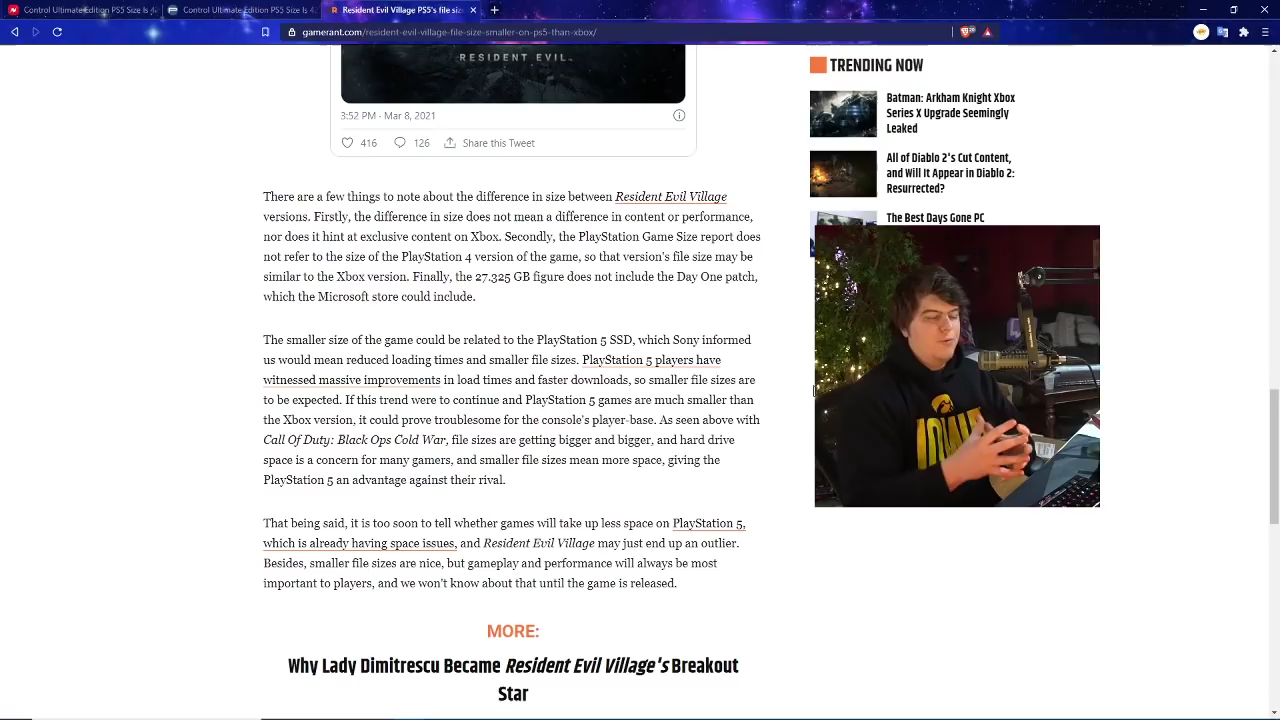 Control Ultimate Edition PS5 Size Is 4
Control Ultimate Edition PS5 Size Is 4.
Resident Evil Village PS5's file siz
gamerant.com/resident-evil-village-file-size-smaller-on-ps5-than-xbox/
RESIDENT EVIL
3:52 PM - Mar 8, 2021
416
126
Share this Tweet
There are a few things to note about the difference in size between Resident Evil Village
versions. Firstly, the difference in size does not mean a difference in content or performance,
nor does it hint at exclusive content on Xbox. Secondly, the PlayStation Game Size report does
not refer to the size of the PlayStation 4 version of the game, so that version's file size may be
similar to the Xbox version. Finally, the 27.325 GB figure does not include the Day One patch,
which the Microsoft store could include.
The smaller size of the game could be related to the PlayStation 5 SSD, which Sony informed
us would mean reduced loading times and smaller file sizes. PlayStation 5 players have
witnessed massive improvements in load times and faster downloads, so smaller file sizes are
to be expected. If this trend were to continue and PlayStation 5 games are much smaller than
the Xbox version, it could prove troublesome for the console's player-base. As seen above with
Call Of Duty: Black Ops Cold War, file sizes are getting bigger and bigger, and hard drive
space is a concern for many gamers, and smaller file sizes mean more space, giving the
PlayStation 5 an advantage against their rival.
That being said, it is too soon to tell whether games will take up less space on PlayStation 5,
which is already having space issues, and Resident Evil Village may just end up an outlier.
Besides, smaller file sizes are nice, but gameplay and performance will always be most
important to players, and we won't know about that until the game is released.
MORE:
Why Lady Dimitrescu Became Resident Evil Village's Breakout
Star
TRENDING NOW
Batman: Arkham Knight Xbox
Series X Upgrade Seemingly
Leaked
All of Diablo 2's Cut Content,
and Will It Appear in Diablo 2:
Resurrected?
The Best Days Gone PC
IOWA